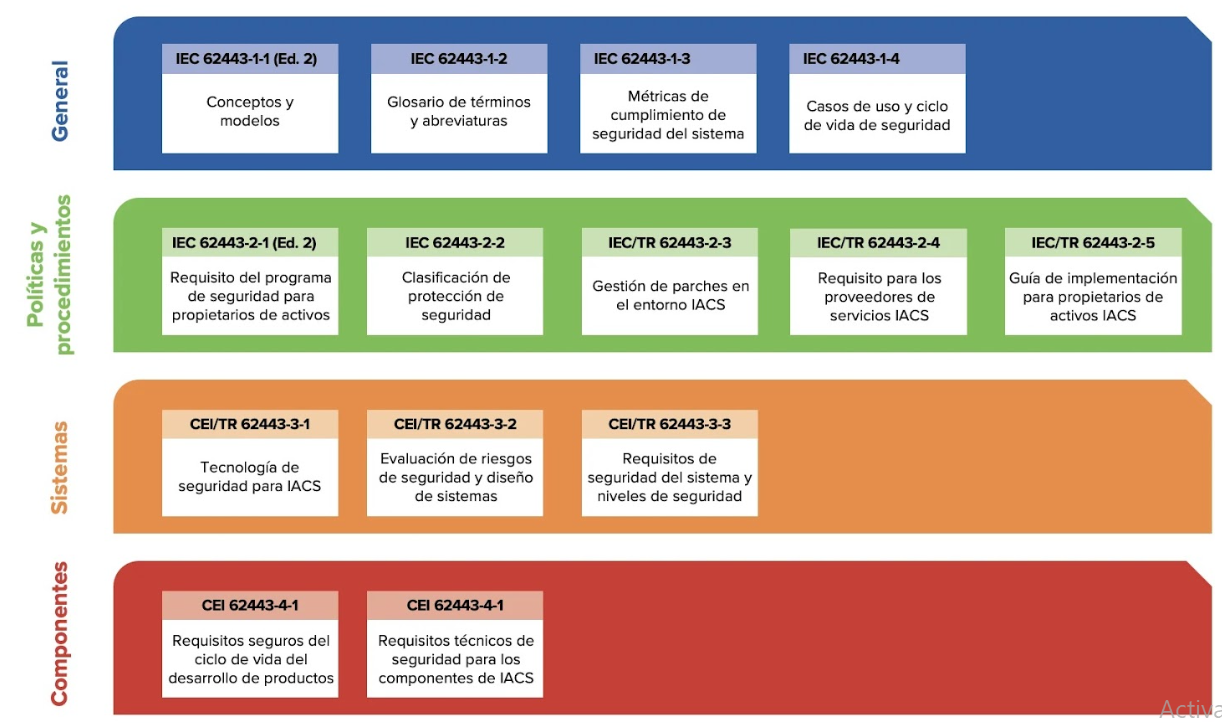 General
IEC 62443-1-1 (Ed. 2)
Conceptos y
modelos
IEC 62443-1-2
Glosario de términos
y abreviaturas
IEC 62443-1-3
Métricas de
cumplimiento de
seguridad del sistema
IEC 62443-1-4
Casos de uso y ciclo
de vida de seguridad
Políticas y
procedimientos
IEC 62443-2-1 (Ed. 2)
Requisito del programa
de seguridad para
propietarios de activos
IEC 62443-2-2
Clasificación de
protección de
seguridad
IEC/TR 62443-2-3
Gestión de parches en
el entorno IACS
IEC/TR 62443-2-4
Requisito para los
proveedores de
servicios IACS
IEC/TR 62443-2-5
Guía de implementación
para propietarios de
activos IACS
Sistemas
CEI/TR 62443-3-1
Tecnología de
seguridad para IACS
CEI/TR 62443-3-2
Evaluación de riesgos
de seguridad y diseño
de sistemas
CEI/TR 62443-3-3
Requisitos de
seguridad del sistema y
niveles de seguridad
Componentes
CEI 62443-4-1
Requisitos seguros del
ciclo de vida del
desarrollo de productos
CEI 62443-4-1
Requisitos técnicos de
seguridad para los
componentes de IACS
Activa